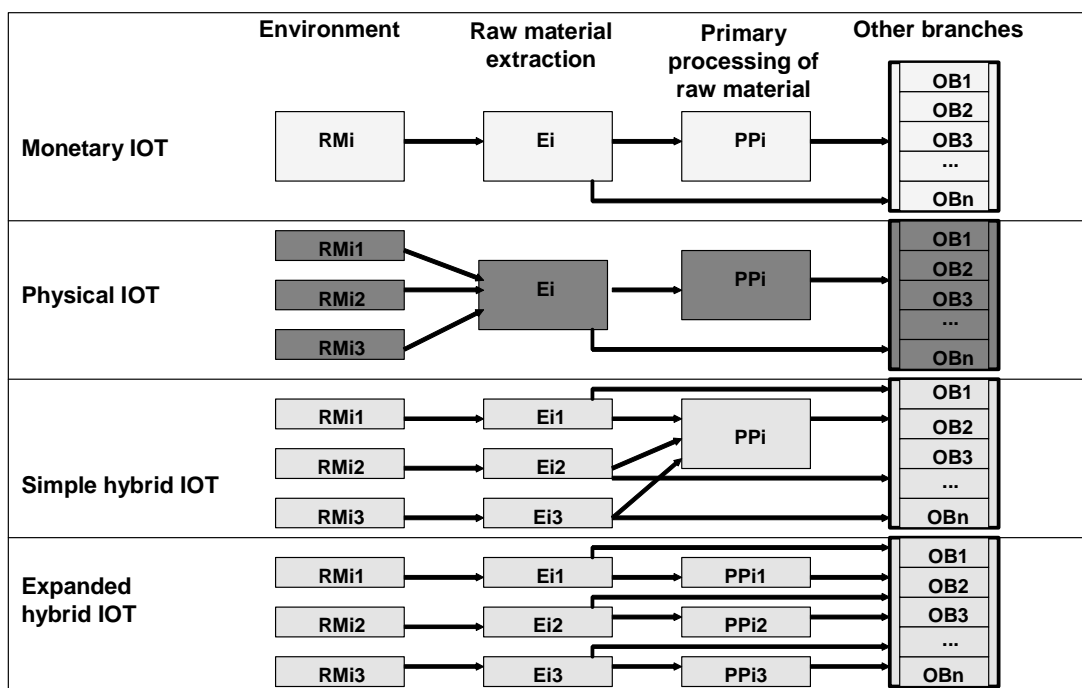 Environment
Raw material
extraction
Primary
processing of
raw material
Other branches
Monetary IOT
RMi
Ei
PPi
OB1
OB2
OB3
...
OBn
Physical IOT
RMi1
RMi2
RMi3
Ei
PPi
OB1
OB2
OB3
...
OBn
Simple hybrid IOT
RMi1
RMi2
RMi3
Ei1
Ei2
Ei3
PPi
OB1
OB2
OB3
...
OBn
Expanded
hybrid IOT
RMi1
RMi2
RMi3
Ei1
Ei2
Ei3
PPi1
PPi2
PPi3
OB1
OB2
OB3
...
OBn